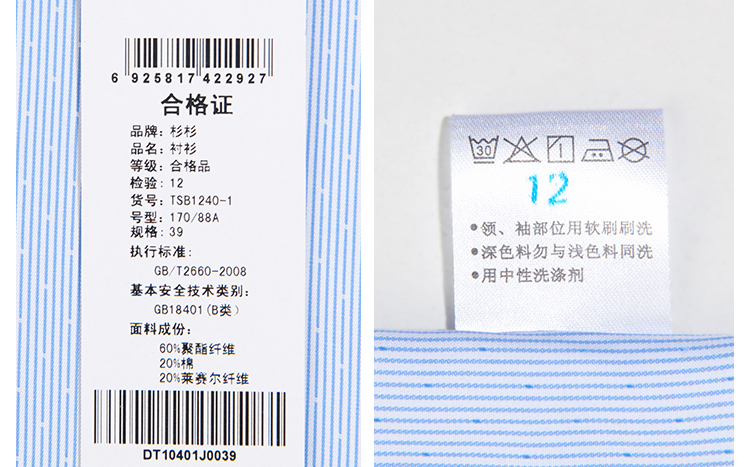 6 925817 422927
合格证
品牌：杉杉
品名：衬衫
等级：合格品
检验：12
货号：TSB1240-1
号型：170/88A
规格：39
执行标准：
GB/T2660-2008
基本安全技术类别：
GB18401(B类)
面料成份：
60%聚酯纤维
20%棉
20%莱赛尔纤维
DT10401J0039
30
12
•领、袖部位用软刷刷洗
•深色料勿与浅色料同洗
•用中性洗涤剂